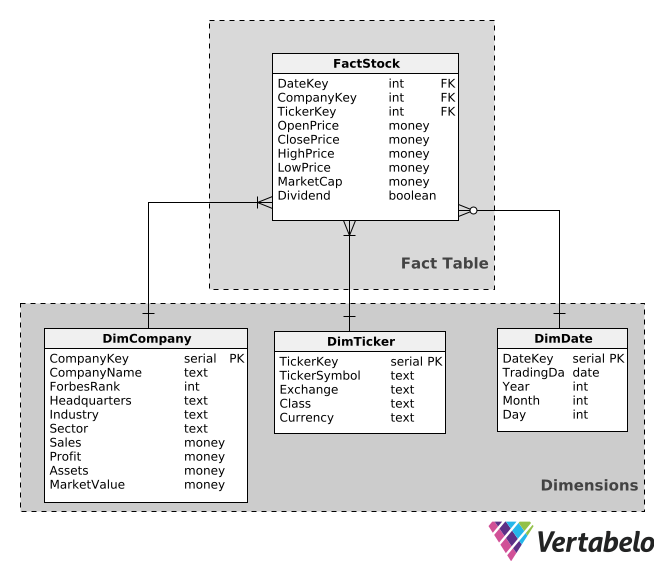 FactStock
DateKey int FK
CompanyKey int FK
TickerKey int FK
OpenPrice money
ClosePrice money
HighPrice money
LowPrice money
MarketCap money
Dividend boolean
Fact Table
DimCompany
CompanyKey serial PK
CompanyName text
ForbesRank int
Headquarters text
Industry text
Sector text
Sales money
Profit money
Assets money
MarketValue money
DimTicker
TickerKey serial PK
TickerSymbol text
Exchange text
Class text
Currency text
DimDate
DateKey serial PK
TradingDa date
Year int
Month int
Day int
Dimensions
Vertabelo